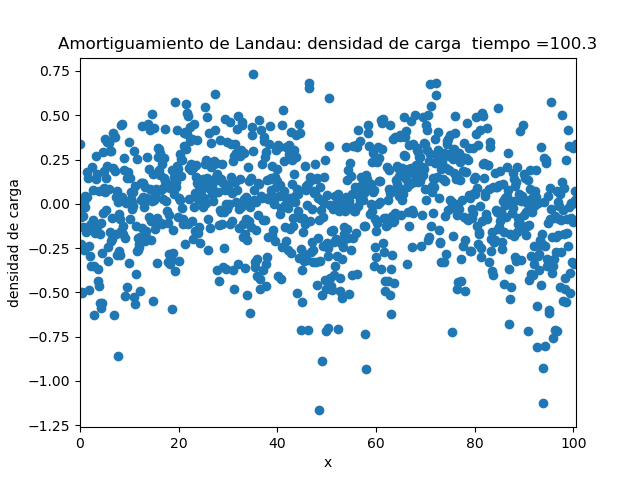 Amortiguamiento de Landau: densidad de carga  tiempo =100.3
0.75
0.50
0.25
0.00
−0.25
−0.50
−0.75
−1.00
−1.25
densidad de carga
0 20 40 60 80 100
x